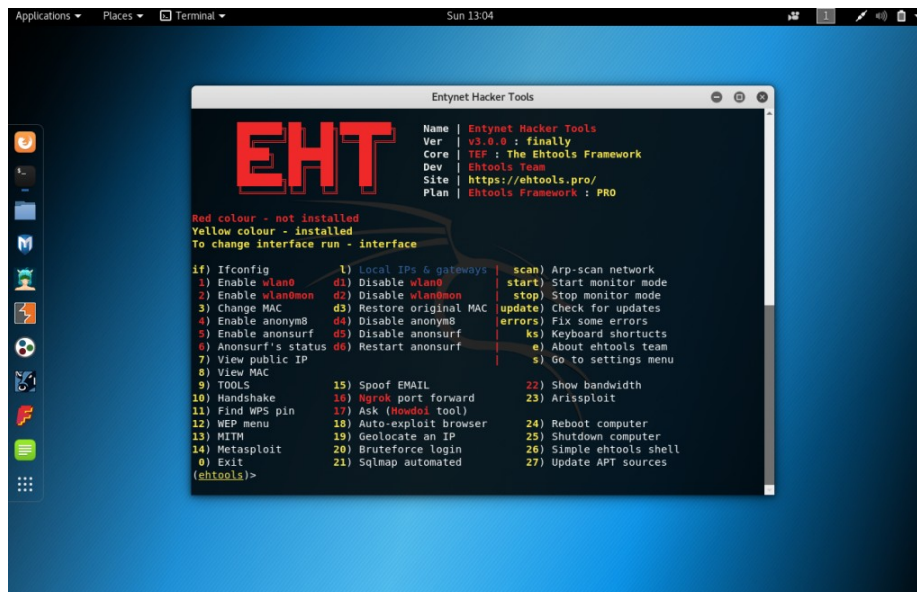 Applications Places Terminal Sun 13:04 1
Entynet Hacker Tools
EHT
Name | Entynet Hacker Tools
Ver | v3.0.0 : finally
Core | TEF : The Ehtools Framework
Dev | Ehtools Team
Site | https://ehtools.pro/
Plan | Ehtools Framework : PRO
Red colour - not installed
Yellow colour - installed
To change interface run - interface
if) Ifconfig l) Local IPs & gateways | scan) Arp-scan network
1) Enable wlan0 d1) Disable wlan0 | start) Start monitor mode
2) Enable wlan0mon d2) Disable wlan0mon | stop) Stop monitor mode
3) Change MAC d3) Restore original MAC |update) Check for updates
4) Enable anonym8 d4) Disable anonym8 |errors) Fix some errors
5) Enable anonsurf d5) Disable anonsurf | ks) Keyboard shortucts
6) Anonsurf's status d6) Restart anonsurf | e) About ehtools team
7) View public IP | s) Go to settings menu
8) View MAC
9) TOOLS 15) Spoof EMAIL 22) Show bandwidth
10) Handshake 16) Ngrok port forward 23) Arissploit
11) Find WPS pin 17) Ask (Howdoi tool)
12) WEP menu 18) Auto-exploit browser 24) Reboot computer
13) MITM 19) Geolocate an IP 25) Shutdown computer
14) Metasploit 20) Bruteforce login 26) Simple ehtools shell
0) Exit 21) Sqlmap automated 27) Update APT sources
(ehtools)>